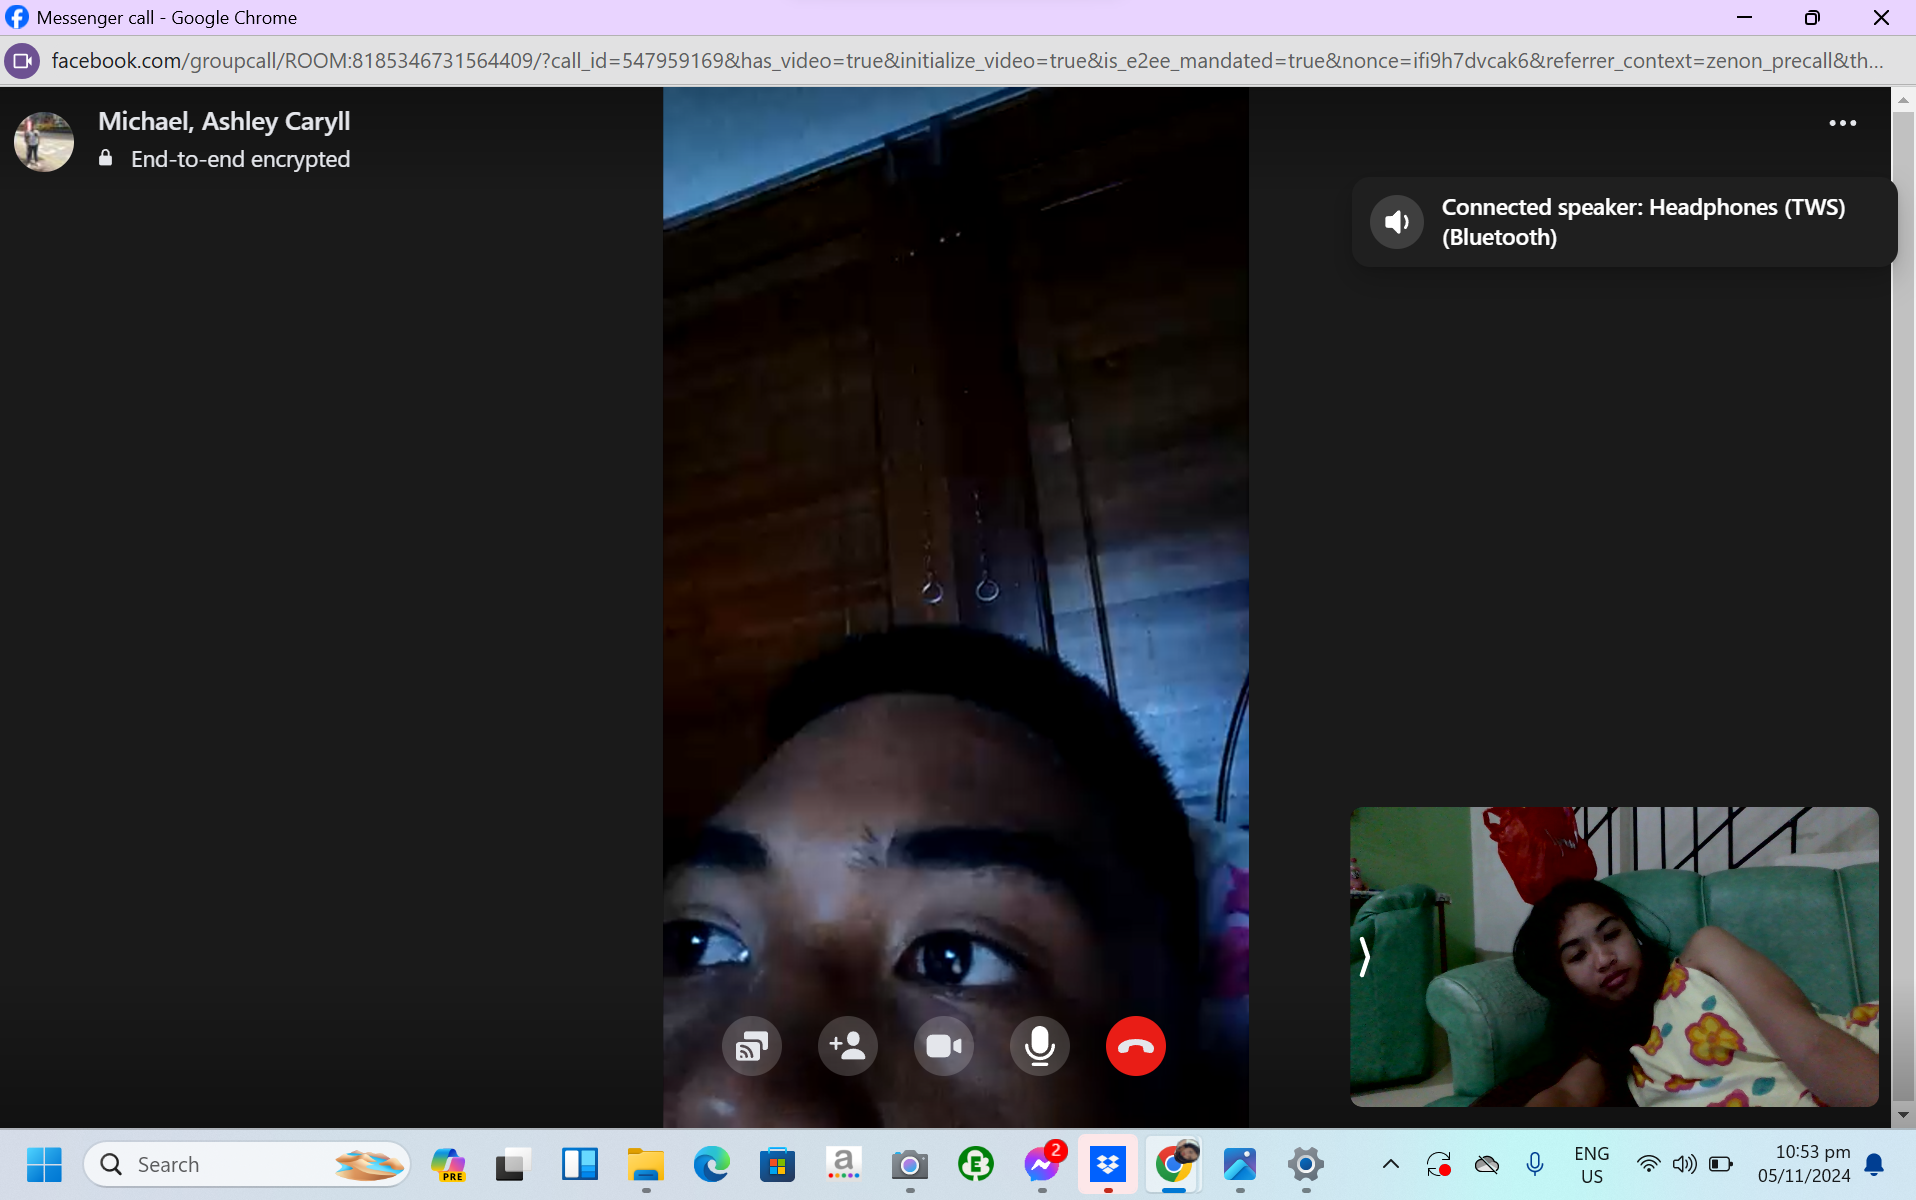 Messenger call - Google Chrome
facebook.com/groupcall/ROOM:8185346731564409/?call_id=547959169&has_video=true&initialize_video=true&is_e2ee_mandated=true&nonce=ifi9h7dvcak6&referrer_context=zenon_precall&th...
Michael, Ashley Caryll
End-to-end encrypted
Connected speaker: Headphones (TWS)
(Bluetooth)
Search
PRE
a
E
2
ENG
US
10:53 pm
05/11/2024